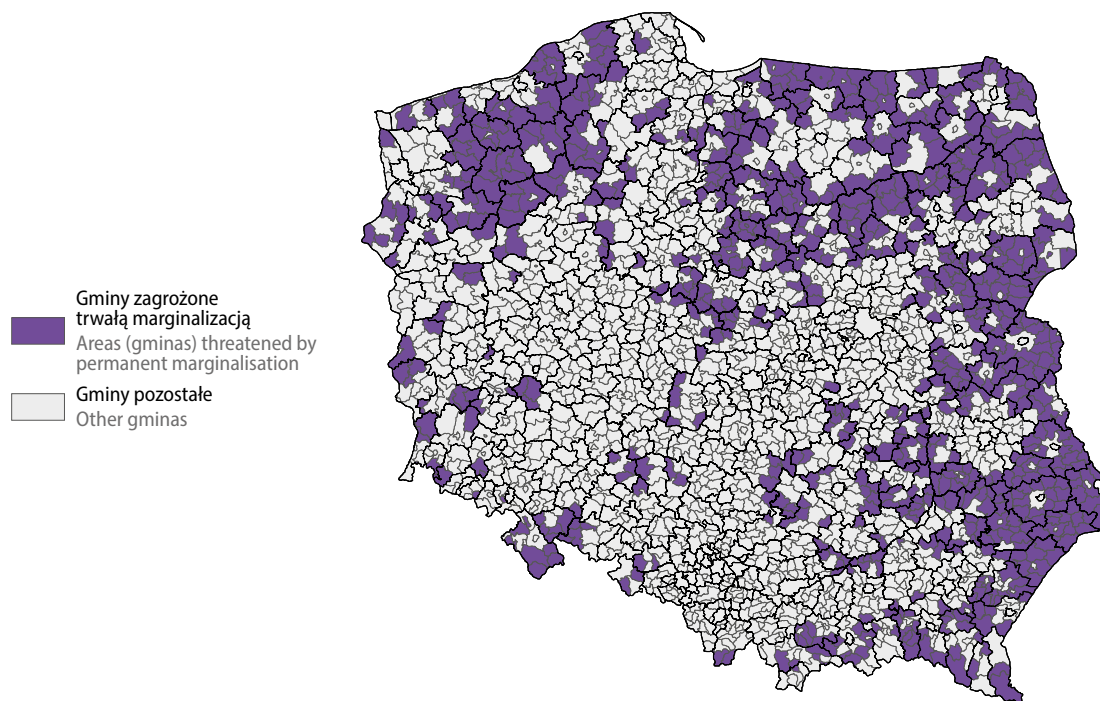 Gminy zagrożone
trwałą marginalizacją
Areas (gminas) threatened by
permanent marginalisation
Gminy pozostałe
Other gminas